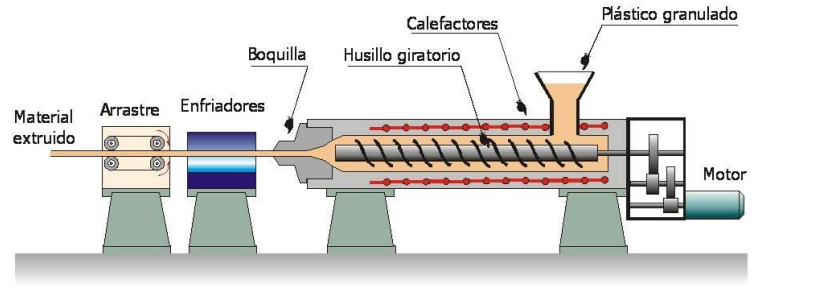 Plástico granulado
Calefactores
Boquilla
Husillo giratorio
Material
extruido
Arrastre
Enfriadores
Motor